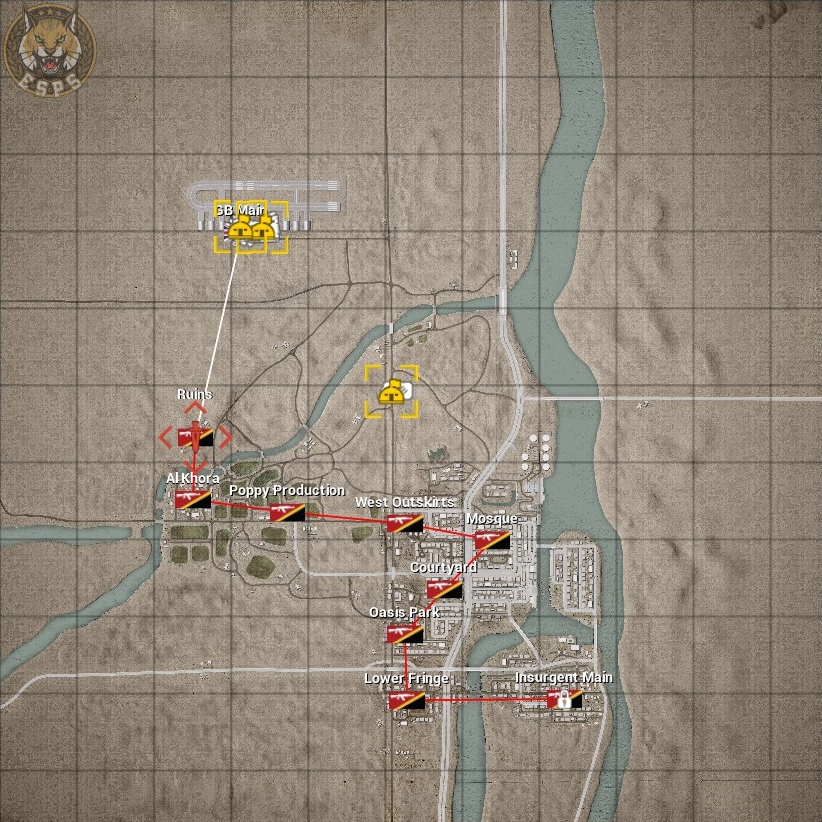 ESPS
GB Main
Ruins
Al Khora
Poppy Production
West Outskirts
Mosque
Courtyard
Oasis Park
Lower Fringe
Insurgent Main